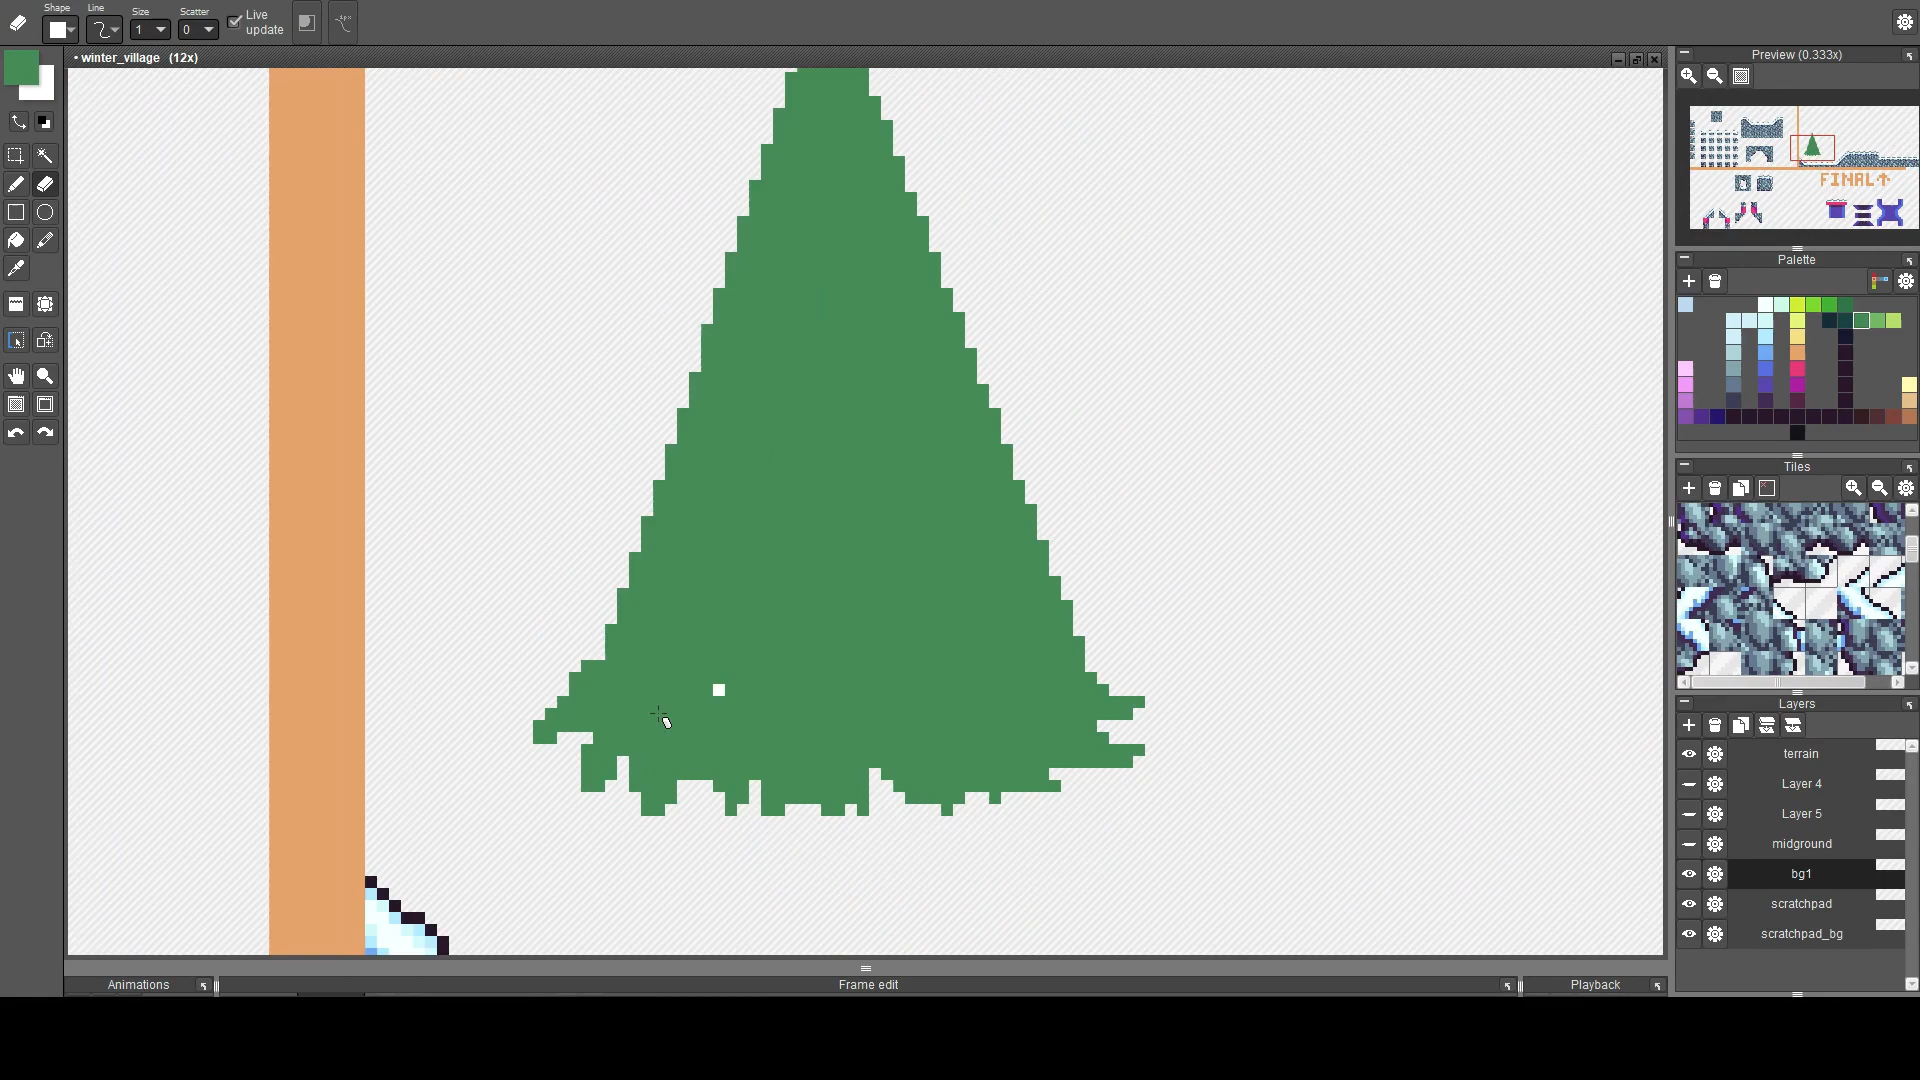 Shape
Line
Size
Scatter
1
0
Live
update
• winter_village (12x)
Preview (0.333x)
FINAL↑
Palette
Tiles
Layers
terrain
Layer 4
Layer 5
midground
bg1
scratchpad
scratchpad_bg
Animations
Frame edit
Playback